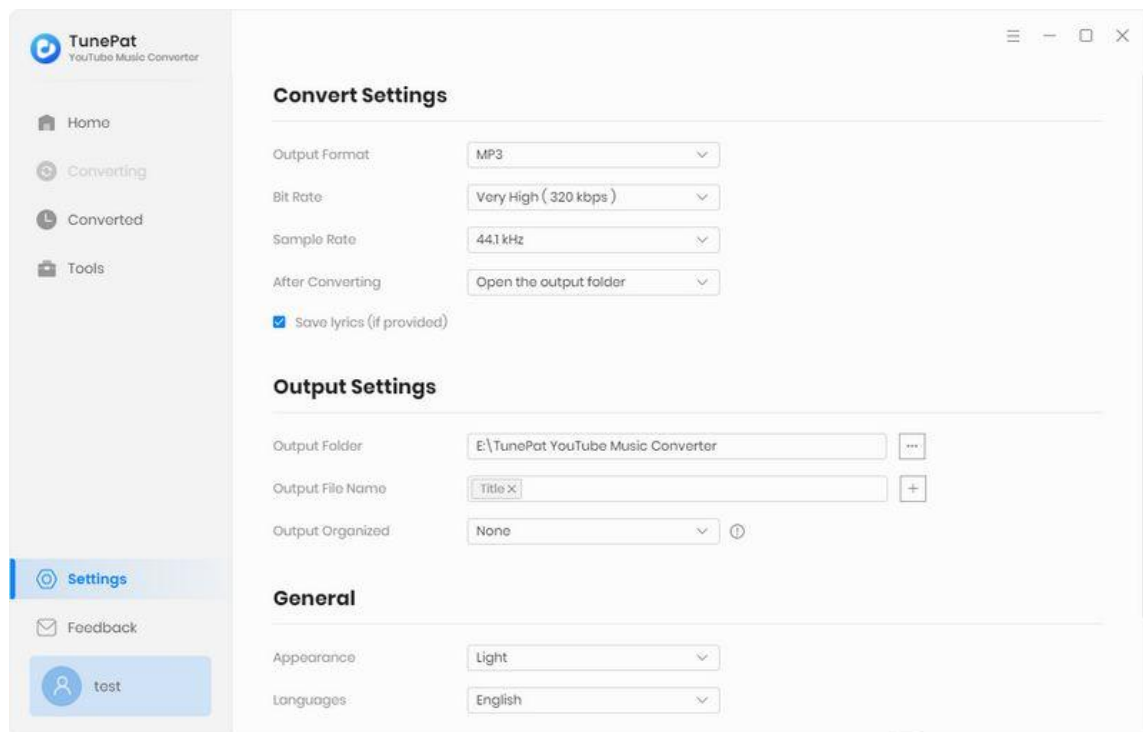 TunePat
YouTube Music Converter
Home
Converting
Converted
Tools
Settings
Feedback
test
Convert Settings
Output Format MP3
Bit Rate Very High ( 320 kbps )
Sample Rate 44.1 kHz
After Converting Open the output folder
Save lyrics (if provided)
Output Settings
Output Folder E:\TunePat YouTube Music Converter
Output File Name Title
Output Organized None
General
Appearance Light
Languages English